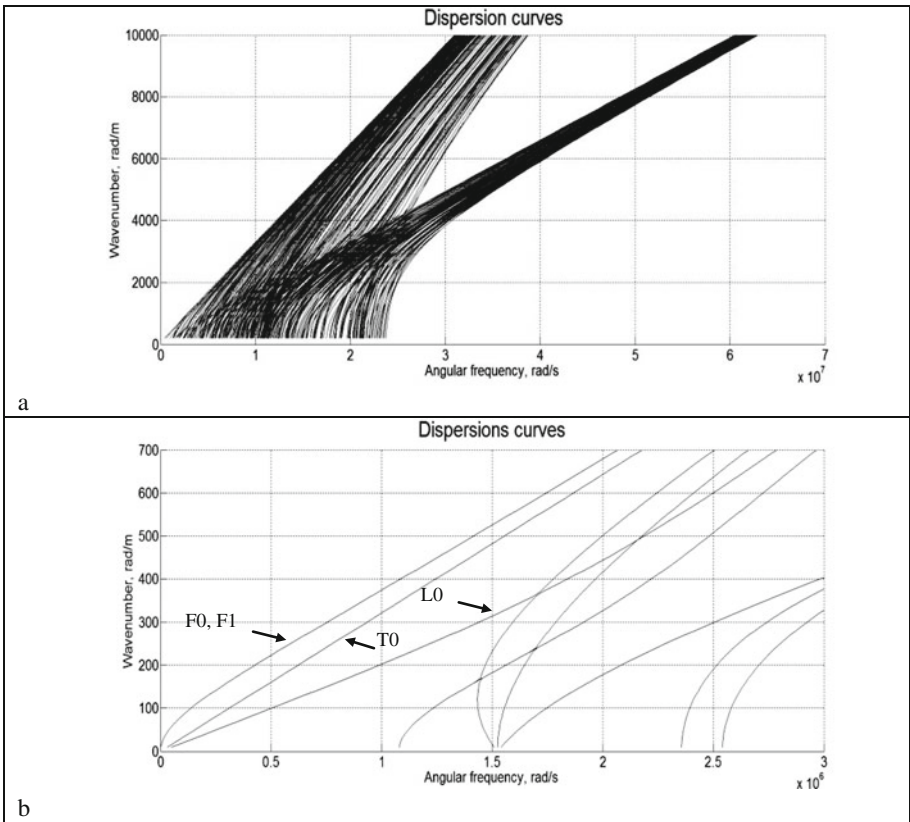 Dispersion curves
10000
8000
6000
4000
2000
0
Wavenumber, rad/m
0 1 2 3 4 5 6 7
Angular frequency, rad/s
x 10^7
a
Dispersions curves
700
600
500
400
300
200
100
0
Wavenumber, rad/m
F0, F1
T0
L0
0 0.5 1 1.5 2 2.5 3
Angular frequency, rad/s
x 10^6
b